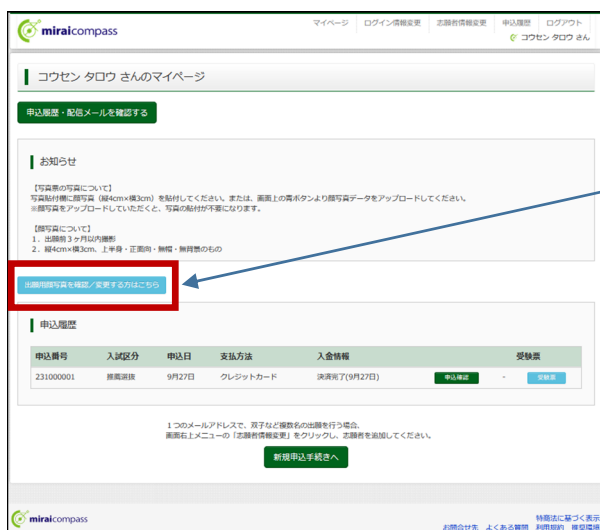 miraicompass
マイページ ログイン情報変更 志願者情報変更 申込履歴 ログアウト
コウセン タロウ さん
コウセン タロウ さんのマイページ
申込履歴・配信メールを確認する
お知らせ
【写真票の写真について】
写真貼付欄に顔写真（縦4cm×横3cm）を貼付してください。または、画面上の青ボタンより顔写真データをアップロードしてください。
※顔写真をアップロードしていただくと、写真の貼付が不要になります。
【顔写真について】
1．出願前３ヶ月以内撮影
2．縦4cm×横3cm、上半身・正面向・無帽・無背景のもの
出願用顔写真を確認／変更する方はこちら
申込履歴
申込番号 入試区分 申込日 支払方法 入金情報 受験票
231000001 推薦選抜 9月27日 クレジットカード 決済完了(9月27日) 申込確認 - 受験票
１つのメールアドレスで、双子など複数名の出願を行う場合、
画面右上メニューの「志願者情報変更」をクリックし、志願者を追加してください。
新規申込手続きへ
miraicompass
特商法に基づく表示
お問合せ先 よくある質問 利用規約 推奨環境